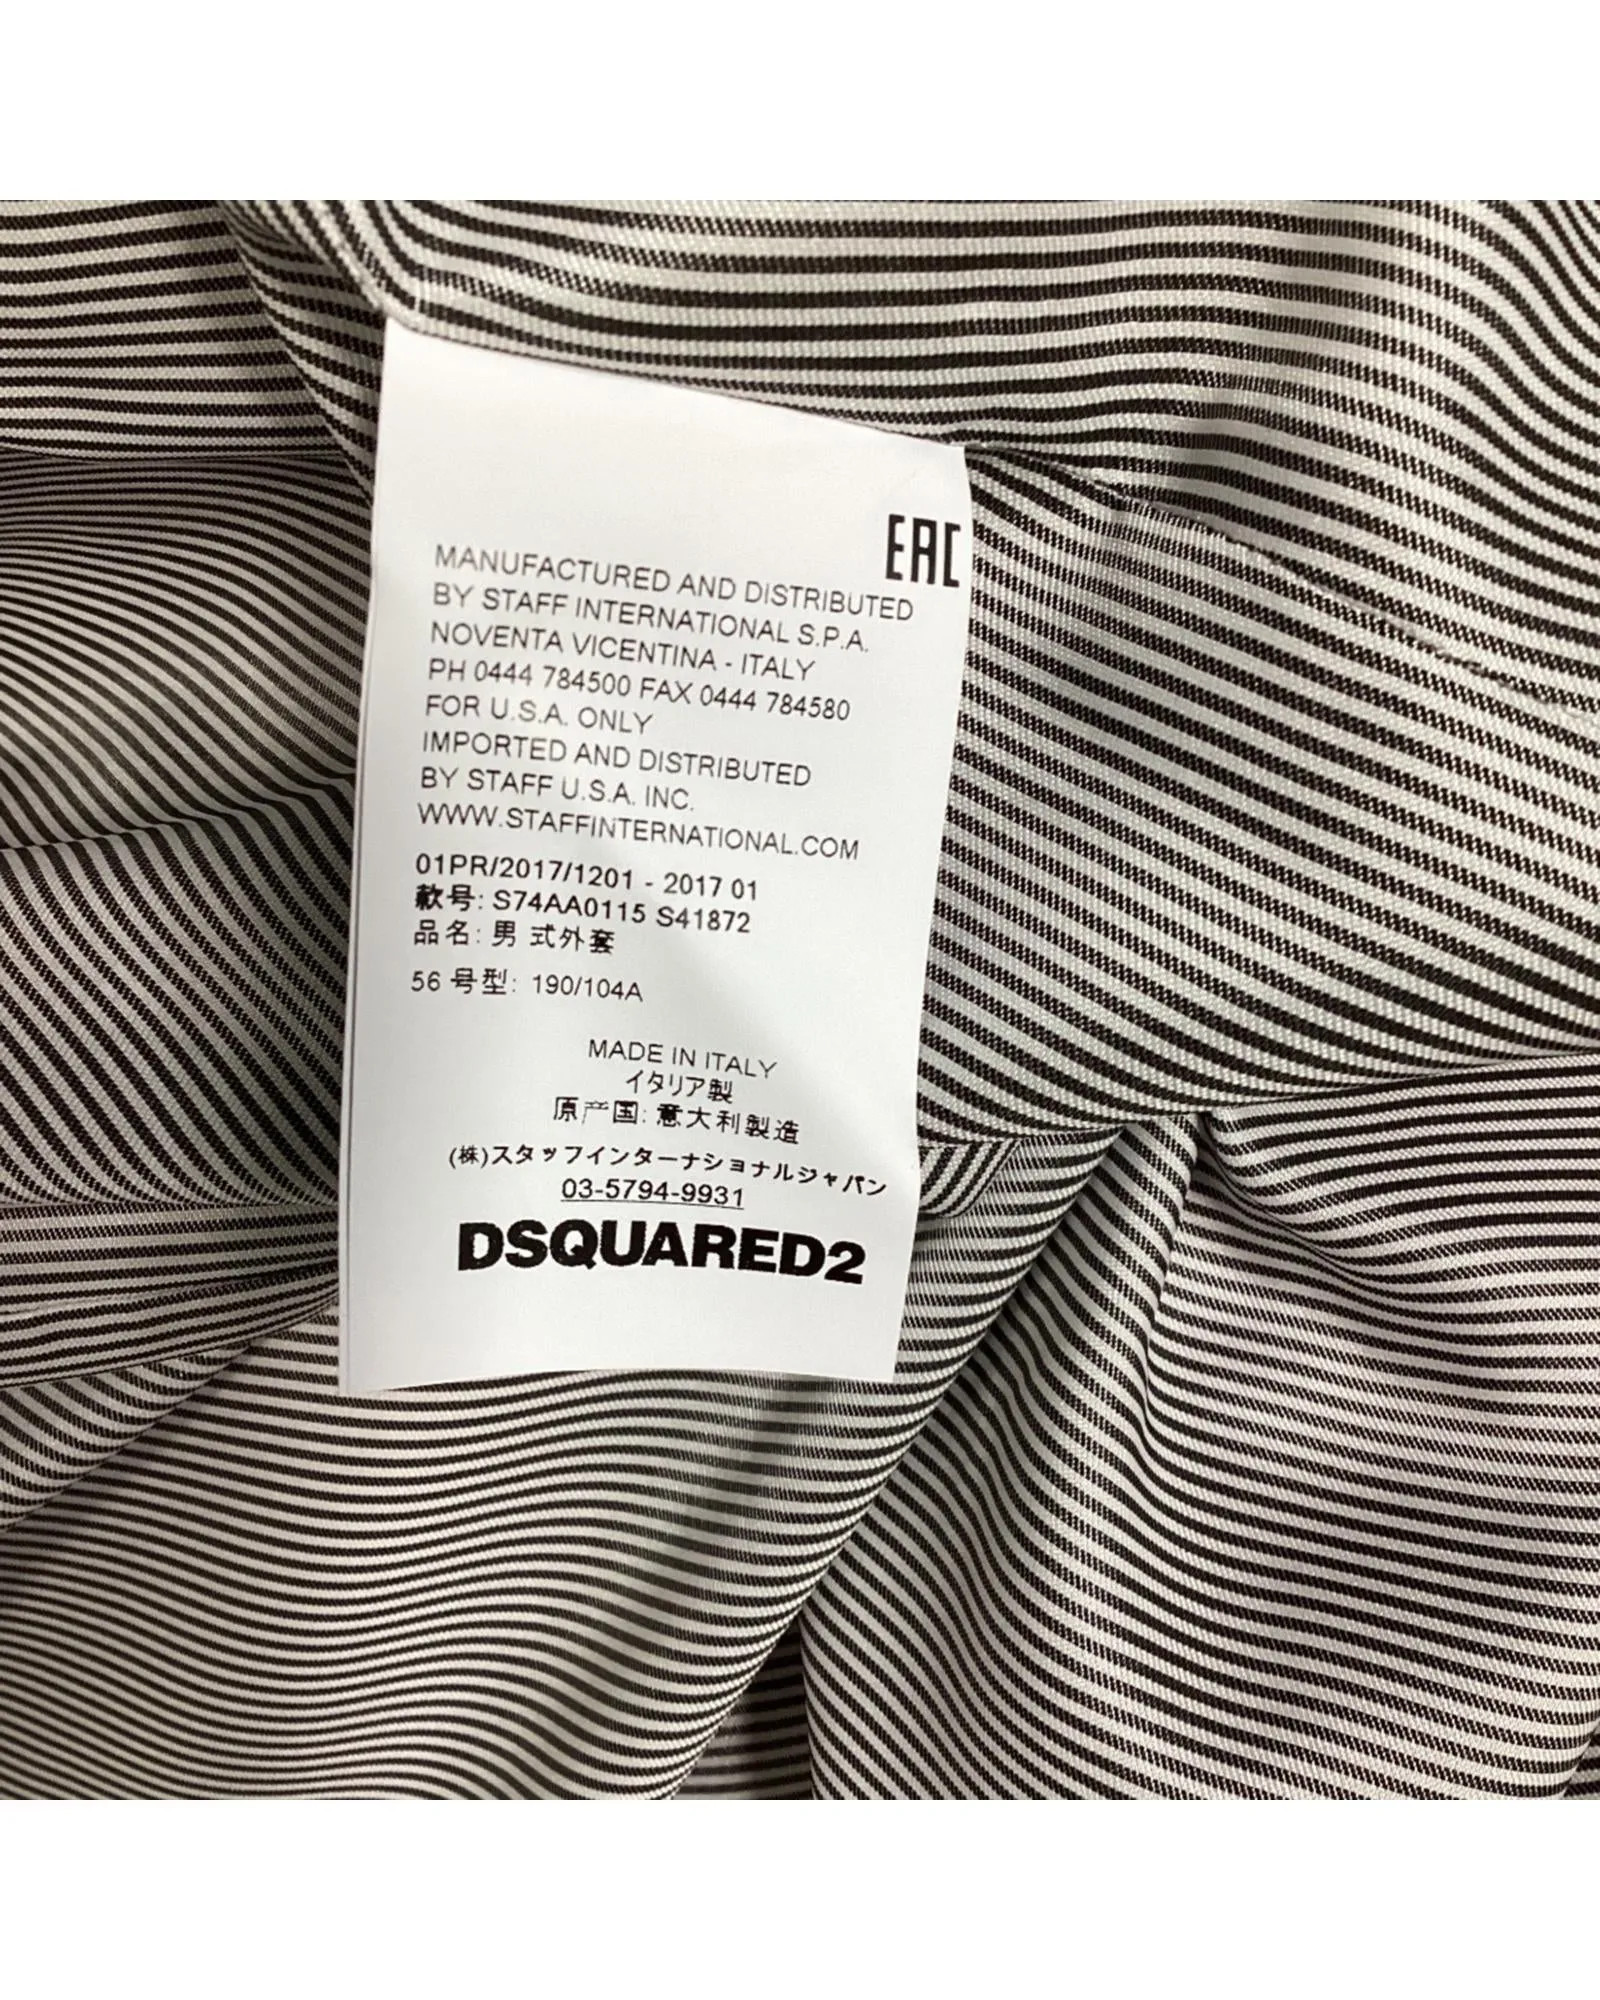 EAC
MANUFACTURED AND DISTRIBUTED
BY STAFF INTERNATIONAL S.P.A.
NOVENTA VICENTINA - ITALY
PH 0444 784500 FAX 0444 784580
FOR U.S.A. ONLY
IMPORTED AND DISTRIBUTED
BY STAFF U.S.A. INC.
WWW.STAFFINTERNATIONAL.COM
01PR/2017/1201 - 2017 01
款号: S74AA0115 S41872
品名: 男 式外套
56 号型: 190/104A
MADE IN ITALY
イタリア製
原产国: 意大利製造
(株)スタッフインターナショナルジャパン
03-5794-9931
DSQUARED2